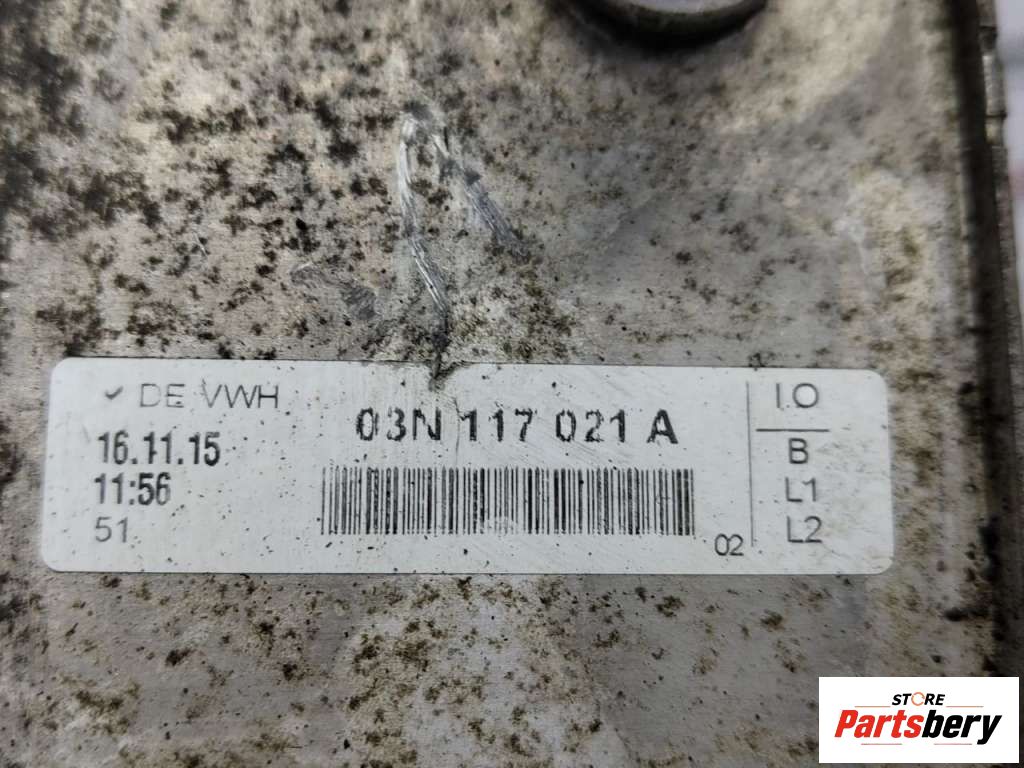 DE VWH
16.11.15
11:56
51
03N 117 021 A
02
I.O
B
L1
L2
STORE
Partsbery